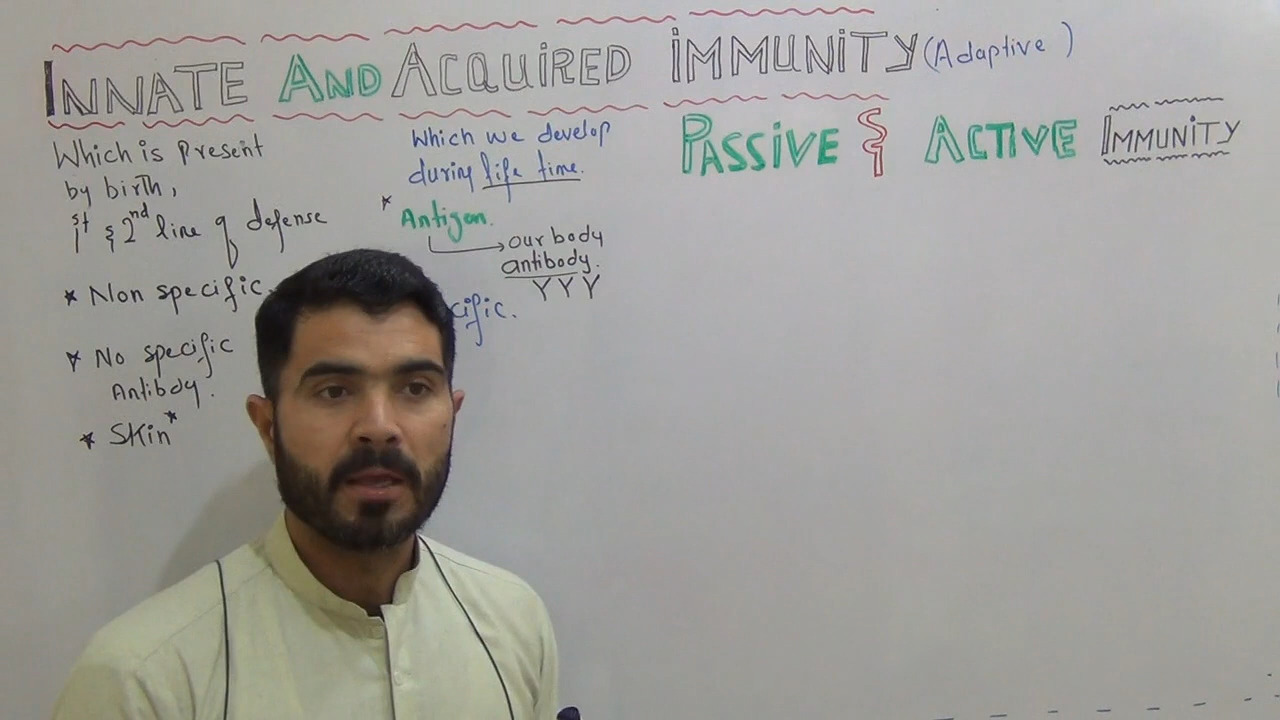 INNATE AND ACQUIRED IMMUNITY (Adaptive)
PASSIVE & ACTIVE IMMUNITY
Which is Present
by birth,
1st & 2nd line of defense
* Non specific.
* No specific
Antibody.
* Skin*
Which we develop
during life time.
* Antigen.
our body
antibody.
YYY
cific.